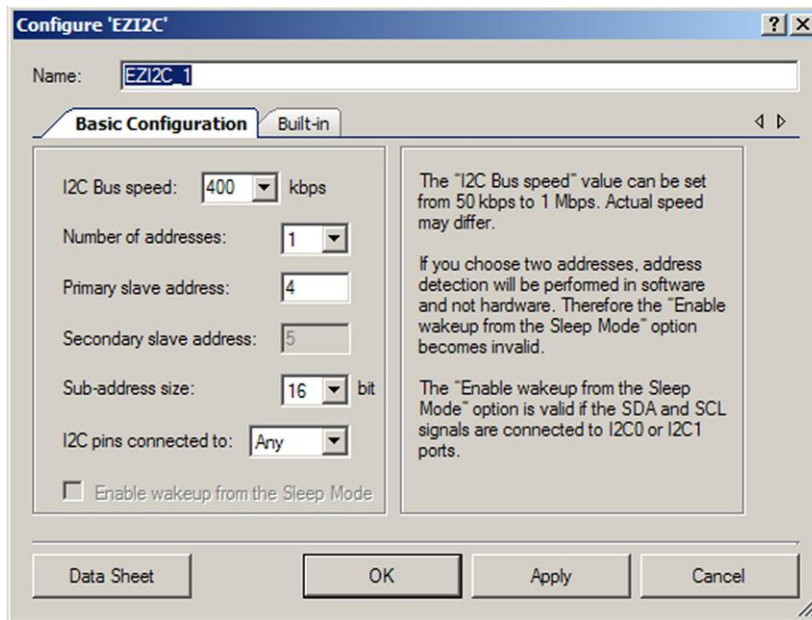 Configure 'EZI2C'
Name: EZI2C_1
Basic Configuration Built-in
I2C Bus speed: 400 kbps
Number of addresses: 1
Primary slave address: 4
Secondary slave address: 5
Sub-address size: 16 bit
I2C pins connected to: Any
Enable wakeup from the Sleep Mode
The "I2C Bus speed" value can be set
from 50 kbps to 1 Mbps. Actual speed
may differ.
If you choose two addresses, address
detection will be performed in software
and not hardware. Therefore the "Enable
wakeup from the Sleep Mode" option
becomes invalid.
The "Enable wakeup from the Sleep
Mode" option is valid if the SDA and SCL
signals are connected to I2C0 or I2C1
ports.
Data Sheet OK Apply Cancel